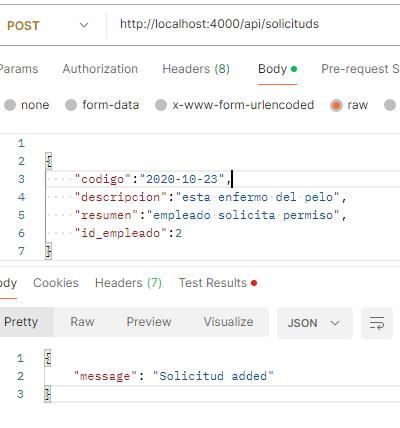 POST http://localhost:4000/api/solicituds
Params Authorization Headers (8) Body Pre-request S
none form-data x-www-form-urlencoded raw
1
2 {
3 "codigo":"2020-10-23",
4 "descripcion":"esta enfermo del pelo",
5 "resumen":"empleado solicita permiso",
6 "id_empleado":2
7 }
ody Cookies Headers (7) Test Results
Pretty Raw Preview Visualize JSON
1 {
2 "message": "Solicitud added"
3 }